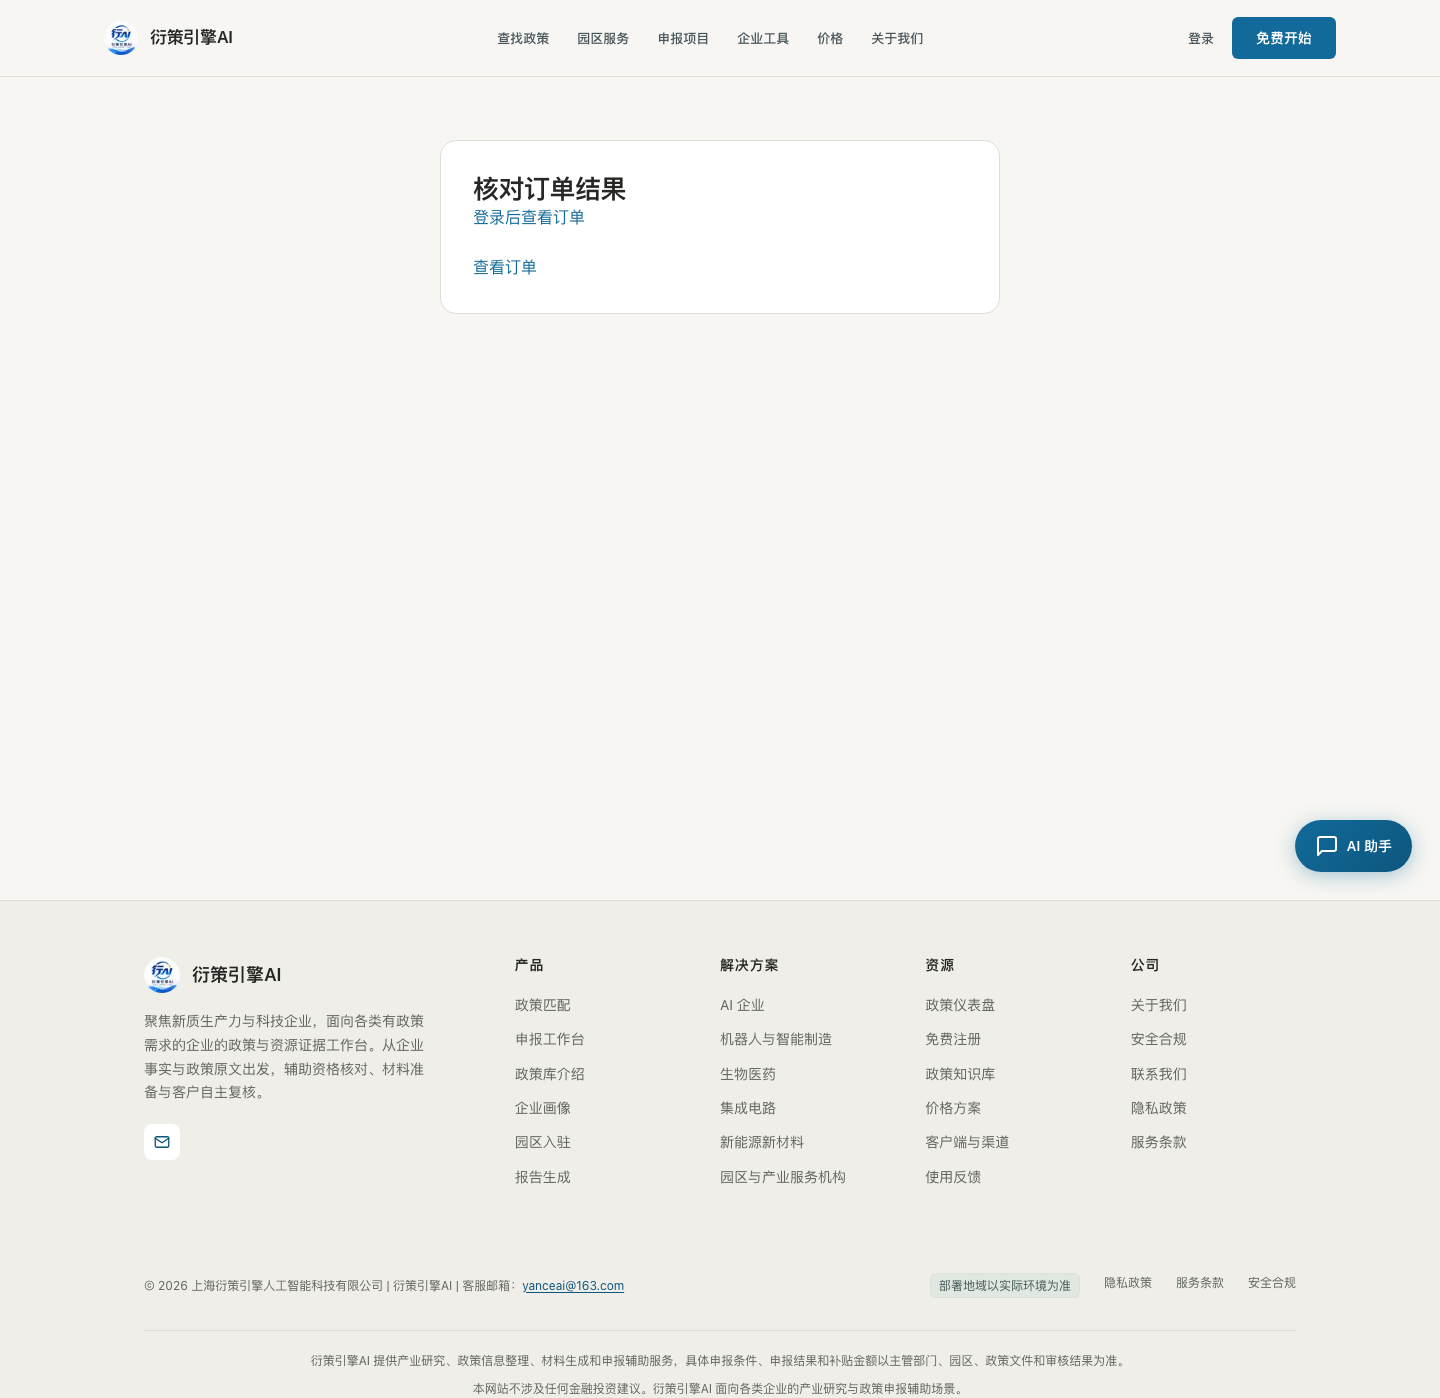 衍策引擎AI
查找政策 园区服务 申报项目 企业工具 价格 关于我们
登录 免费开始
核对订单结果
登录后查看订单
查看订单
AI 助手
衍策引擎AI
聚焦新质生产力与科技企业，面向各类有政策
需求的企业的政策与资源证据工作台。从企业
事实与政策原文出发，辅助资格核对、材料准
备与客户自主复核。
产品
政策匹配
申报工作台
政策库介绍
企业画像
园区入驻
报告生成
解决方案
AI 企业
机器人与智能制造
生物医药
集成电路
新能源新材料
园区与产业服务机构
资源
政策仪表盘
免费注册
政策知识库
价格方案
客户端与渠道
使用反馈
公司
关于我们
安全合规
联系我们
隐私政策
服务条款
© 2026 上海衍策引擎人工智能科技有限公司 | 衍策引擎AI | 客服邮箱：yanceai@163.com
部署地域以实际环境为准 隐私政策 服务条款 安全合规
衍策引擎AI 提供产业研究、政策信息整理、材料生成和申报辅助服务，具体申报条件、申报结果和补贴金额以主管部门、园区、政策文件和审核结果为准。
本网站不涉及任何金融投资建议。衍策引擎AI 面向各类企业的产业研究与政策申报辅助场景。